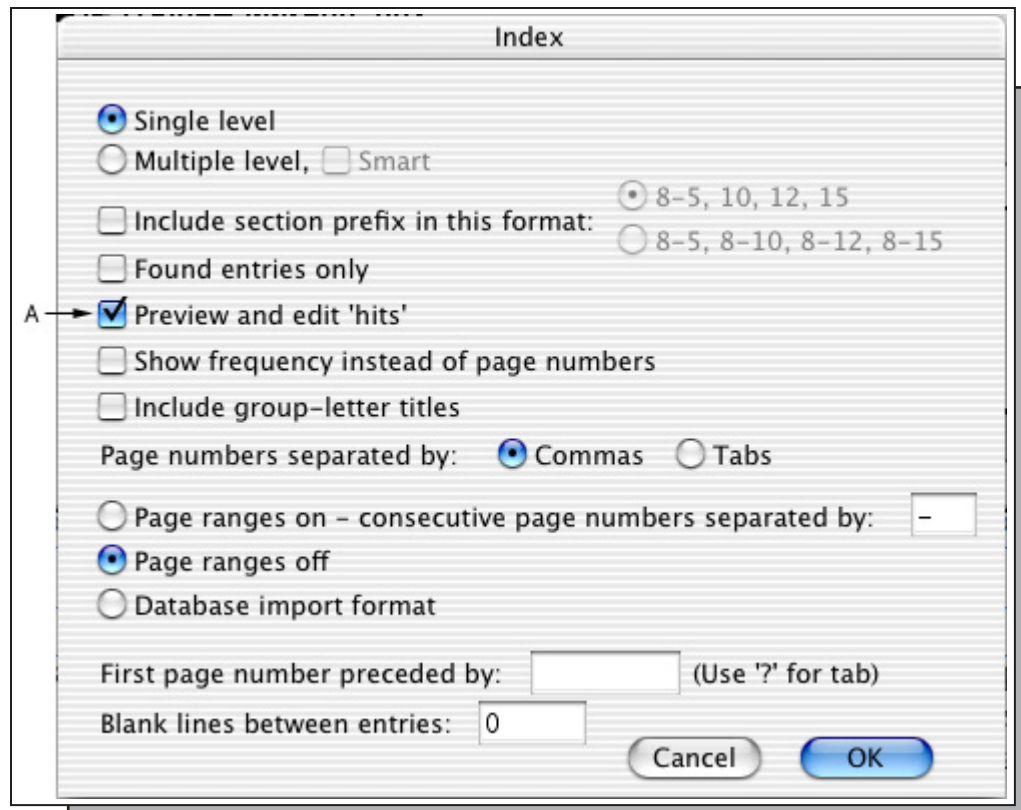 Index
Single level
Multiple level, Smart
8-5, 10, 12, 15
Include section prefix in this format:
8-5, 8-10, 8-12, 8-15
Found entries only
A
Preview and edit 'hits'
Show frequency instead of page numbers
Include group-letter titles
Page numbers separated by: Commas Tabs
Page ranges on - consecutive page numbers separated by: -
Page ranges off
Database import format
First page number preceded by: (Use '?' for tab)
Blank lines between entries: 0
Cancel OK